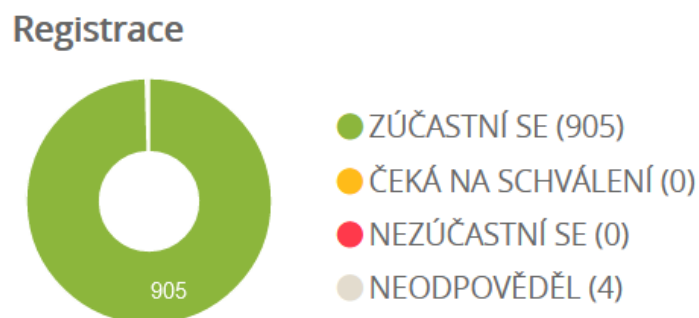 Registrace
905
ZÚČASTNÍ SE (905)
ČEKÁ NA SCHVÁLENÍ (0)
NEZÚČASTNÍ SE (0)
NEODPOVĚDĚL (4)